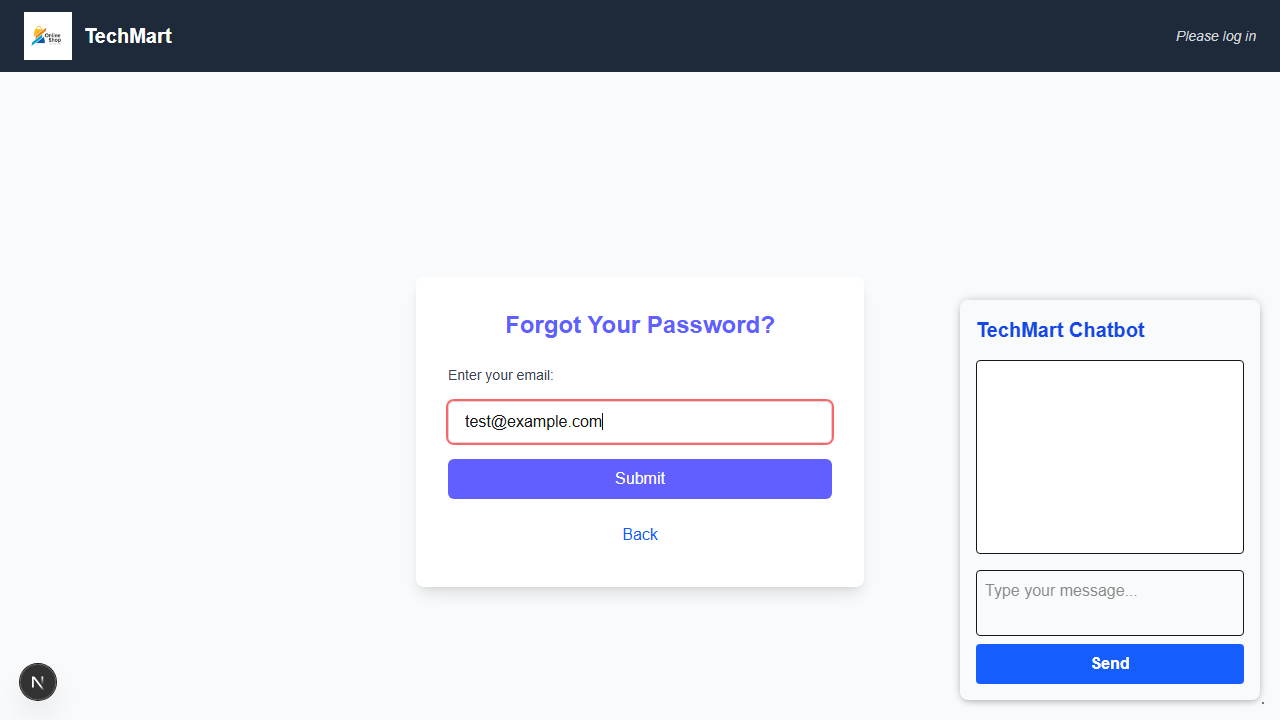 Online
Shop
TechMart
Please log in
Forgot Your Password?
Enter your email:
test@example.com
Submit
Back
TechMart Chatbot
Type your message...
Send
.
N